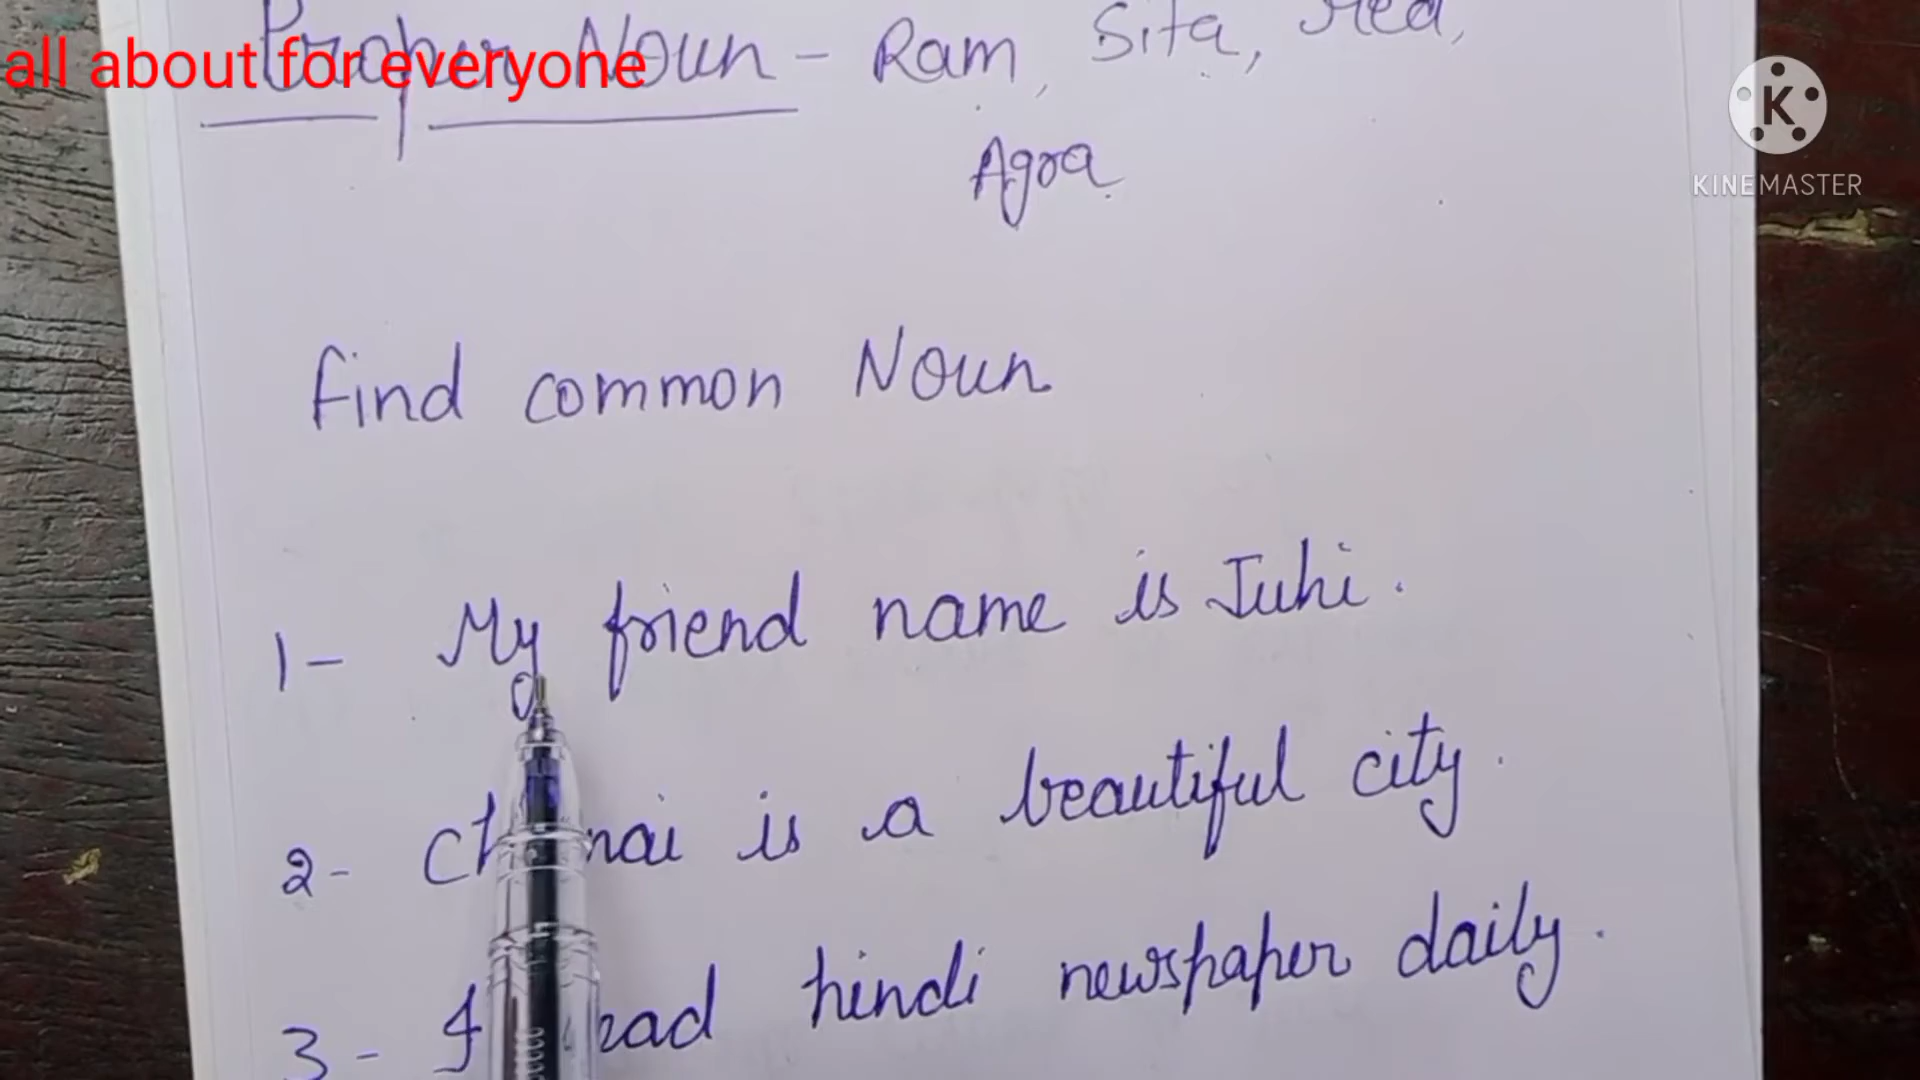 all about for everyone
Proper Noun - Ram, Sita,
Agra
K
KINEMASTER
find common Noun
1- My friend name is Juhi.
2- is a beautiful city.
3- I hindi newspaper daily.